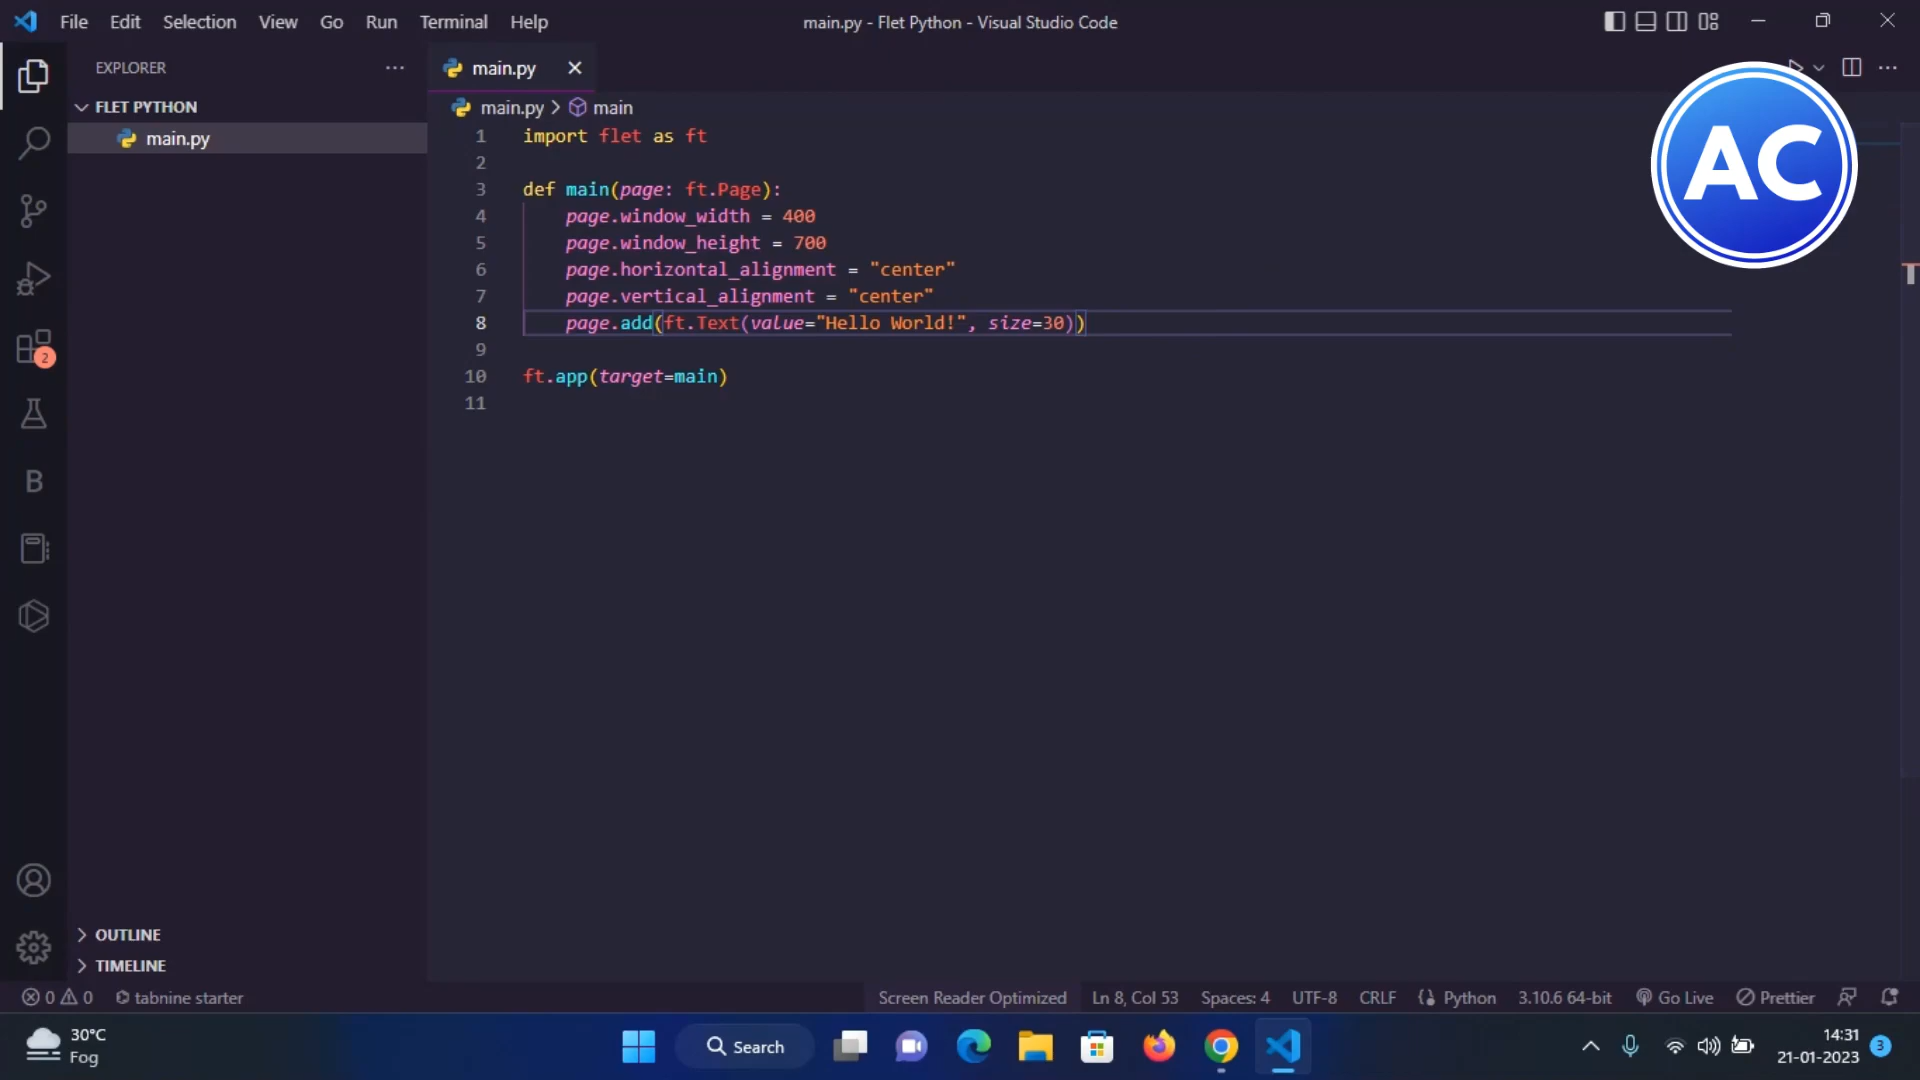 File Edit Selection View Go Run Terminal Help
main.py - Flet Python - Visual Studio Code
EXPLORER
main.py
FLET PYTHON
main.py > main
main.py
AC
1 import flet as ft
2
3 def main(page: ft.Page):
4     page.window_width = 400
5     page.window_height = 700
6     page.horizontal_alignment = "center"
7     page.vertical_alignment = "center"
8     page.add(ft.Text(value="Hello World!", size=30))
9
10 ft.app(target=main)
11
2
B
OUTLINE
TIMELINE
0 0 tabnine starter
Screen Reader Optimized Ln 8, Col 53 Spaces: 4 UTF-8 CRLF Python 3.10.6 64-bit Go Live Prettier
30°C
Fog
Search
14:31
21-01-2023
3